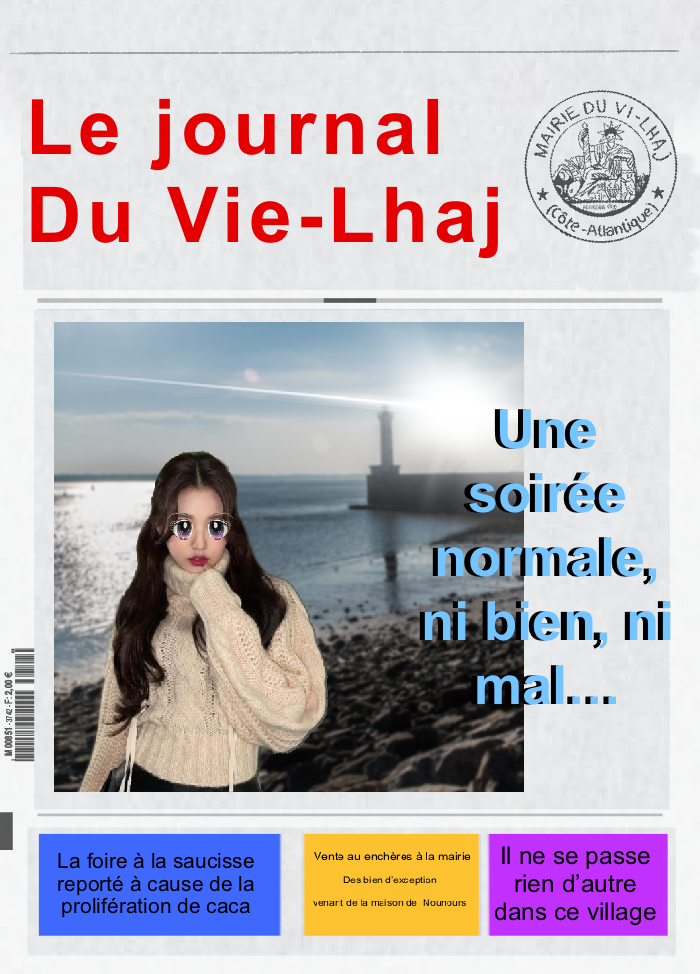 Le journal
Du Vie-Lhaj
MAIRIE DU VI-LHAJ
(Côte-Atlantique)
Une
soirée
normale,
ni bien, ni
mal...
M 00851 - 3742 - F: 2,00 €
La foire à la saucisse
reporté à cause de la
prolifération de caca
Vente au enchères à la mairie
Des bien d'exception
venant de la maison de Nounours
Il ne se passe
rien d'autre
dans ce village